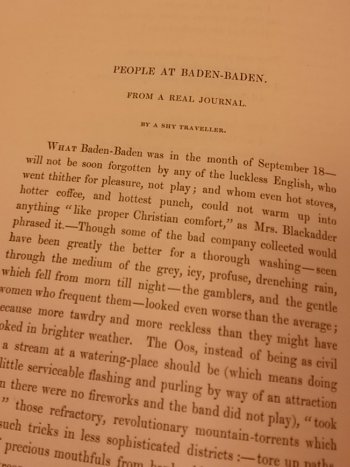 PEOPLE AT BADEN-BADEN.
FROM A REAL JOURNAL.
BY A SHY TRAVELLER.
WHAT Baden-Baden was in the month of September 18—
will not be soon forgotten by any of the luckless English, who
went thither for pleasure, not play; and whom even hot stoves,
hotter coffee, and hottest punch, could not warm up into
anything "like proper Christian comfort," as Mrs. Blackadder
phrased it.—Though some of the bad company collected would
have been greatly the better for a thorough washing—seen
through the medium of the grey, icy, profuse, drenching rain,
which fell from morn till night—the gamblers, and the gentle
women who frequent them—looked even worse than the average;
ecause more tawdry and more reckless than they might have
oked in brighter weather. The Oos, instead of being as civil
a stream at a watering-place should be (which means doing
little serviceable flashing and purling by way of an attraction
n there were no fireworks and the band did not play), "took
" those refractory, revolutionary mountain-torrents which
such tricks in less sophisticated districts:—tore up paths
precious mouthfuls from